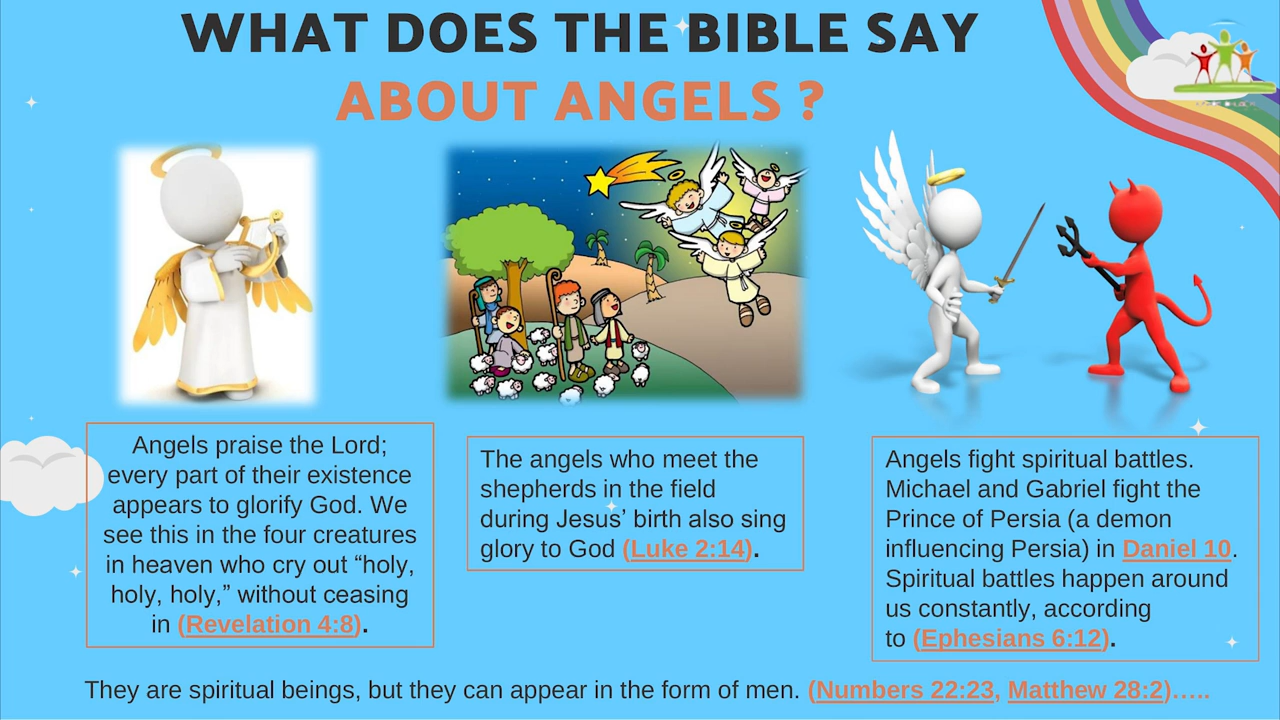 WHAT DOES THE BIBLE SAY
ABOUT ANGELS ?
Angels praise the Lord;
every part of their existence
appears to glorify God. We
see this in the four creatures
in heaven who cry out “holy,
holy, holy,” without ceasing
in (Revelation 4:8).
The angels who meet the
shepherds in the field
during Jesus’ birth also sing
glory to God (Luke 2:14).
Angels fight spiritual battles.
Michael and Gabriel fight the
Prince of Persia (a demon
influencing Persia) in Daniel 10.
Spiritual battles happen around
us constantly, according
to (Ephesians 6:12).
They are spiritual beings, but they can appear in the form of men. (Numbers 22:23, Matthew 28:2)…..